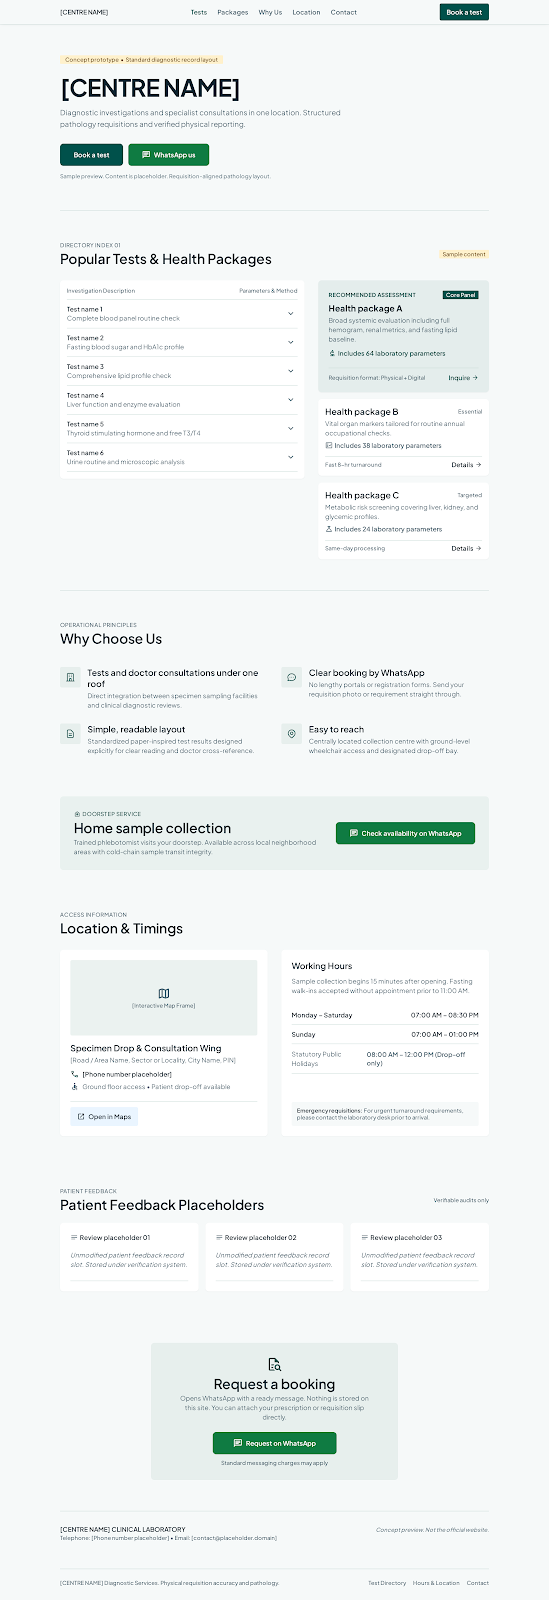 [CENTRE NAME]
Tests
Packages
Why Us
Location
Contact
Book a test
Concept prototype • Standard diagnostic record layout
[CENTRE NAME]
Diagnostic investigations and specialist consultations in one location. Structured
pathology requisitions and verified physical reporting.
Book a test
WhatsApp us
Sample preview. Content is placeholder. Requisition-aligned pathology layout.
DIRECTORY INDEX 01
Popular Tests & Health Packages
Sample content
Investigation Description
Parameters & Method
Test name 1
Complete blood panel routine check
Test name 2
Fasting blood sugar and HbA1c profile
Test name 3
Comprehensive lipid profile check
Test name 4
Liver function and enzyme evaluation
Test name 5
Thyroid stimulating hormone and free T3/T4
Test name 6
Urine routine and microscopic analysis
RECOMMENDED ASSESSMENT
Core Panel
Health package A
Broad systemic evaluation including full
hemogram, renal metrics, and fasting lipid
baseline.
Includes 64 laboratory parameters
Requisition format: Physical + Digital
Inquire →
Health package B
Essential
Vital organ markers tailored for routine annual
occupational checks.
Includes 38 laboratory parameters
Fast 8-hr turnaround
Details →
Health package C
Targeted
Metabolic risk screening covering liver, kidney, and
glycemic profiles.
Includes 24 laboratory parameters
Same-day processing
Details →
OPERATIONAL PRINCIPLES
Why Choose Us
Tests and doctor consultations under one
roof
Direct integration between specimen sampling facilities
and clinical diagnostic reviews.
Clear booking by WhatsApp
No lengthy portals or registration forms. Send your
requisition photo or requirement straight through.
Simple, readable layout
Standardized paper-inspired test results designed
explicitly for clear reading and doctor cross-reference.
Easy to reach
Centrally located collection centre with ground-level
wheelchair access and designated drop-off bay.
DOORSTEP SERVICE
Home sample collection
Trained phlebotomist visits your doorstep. Available across local neighborhood
areas with cold-chain sample transit integrity.
Check availability on WhatsApp
ACCESS INFORMATION
Location & Timings
[Interactive Map Frame]
Specimen Drop & Consultation Wing
[Road / Area Name, Sector or Locality, City Name, PIN]
[Phone number placeholder]
Ground floor access • Patient drop-off available
Open in Maps
Working Hours
Sample collection begins 15 minutes after opening. Fasting
walk-ins accepted without appointment prior to 11:00 AM.
Monday – Saturday
07:00 AM – 08:30 PM
Sunday
07:00 AM – 01:00 PM
Statutory Public
Holidays
08:00 AM – 12:00 PM (Drop-off
only)
Emergency requisitions: For urgent turnaround requirements,
please contact the laboratory desk prior to arrival.
PATIENT FEEDBACK
Patient Feedback Placeholders
Verifiable audits only
Review placeholder 01
Unmodified patient feedback record
slot. Stored under verification system.
Review placeholder 02
Unmodified patient feedback record
slot. Stored under verification system.
Review placeholder 03
Unmodified patient feedback record
slot. Stored under verification system.
Request a booking
Opens WhatsApp with a ready message. Nothing is stored on
this site. You can attach your prescription or requisition slip
directly.
Request on WhatsApp
Standard messaging charges may apply
[CENTRE NAME] CLINICAL LABORATORY
Telephone: [Phone number placeholder] • Email: [contact@placeholder.domain]
Concept preview. Not the official website.
[CENTRE NAME] Diagnostic Services. Physical requisition accuracy and pathology.
Test Directory
Hours & Location
Contact